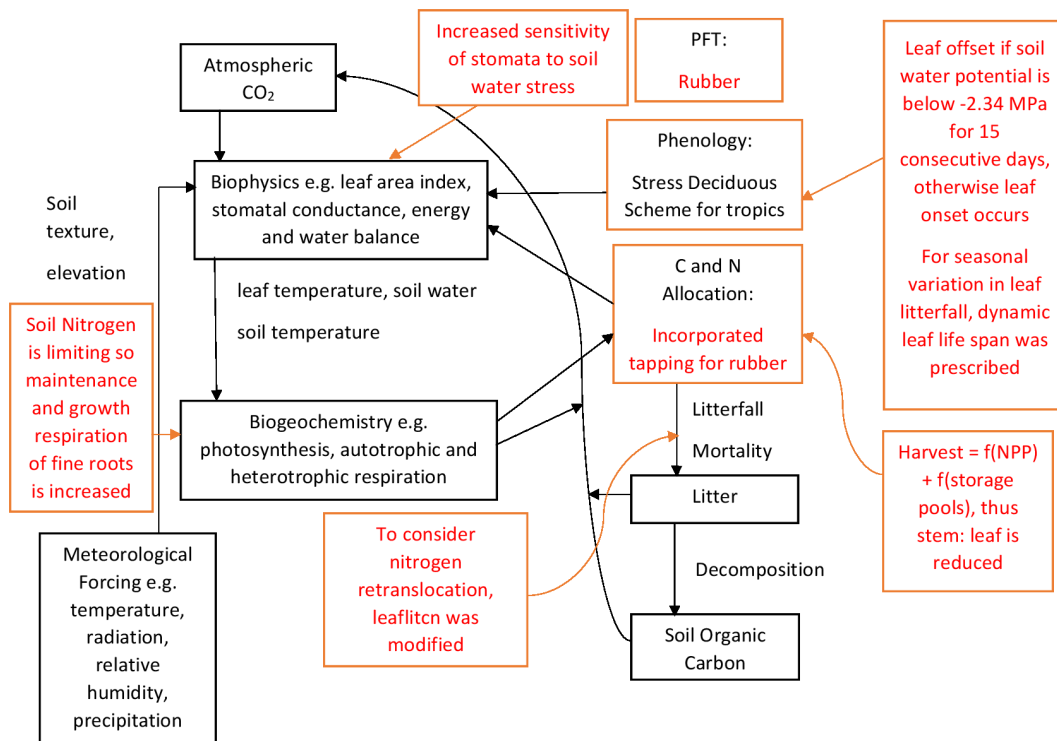 Atmospheric
CO₂
Increased sensitivity
of stomata to soil
water stress
PFT:
Rubber
Leaf offset if soil
water potential is
below -2.34 MPa
for 15
consecutive days,
otherwise leaf
onset occurs
For seasonal
variation in leaf
litterfall, dynamic
leaf life span was
prescribed
Phenology:
Stress Deciduous
Scheme for tropics
Biophysics e.g. leaf area index,
stomatal conductance, energy
and water balance
Soil
texture,
elevation
leaf temperature, soil water
soil temperature
C and N
Allocation:
Incorporated
tapping for rubber
Soil Nitrogen
is limiting so
maintenance
and growth
respiration
of fine roots
is increased
Biogeochemistry e.g.
photosynthesis, autotrophic and
heterotrophic respiration
Litterfall
Mortality
Harvest = f(NPP)
+ f(storage
pools), thus
stem: leaf is
reduced
Litter
To consider
nitrogen
retranslocation,
leaflitcn was
modified
Decomposition
Meteorological
Forcing e.g.
temperature,
radiation,
relative
humidity,
precipitation
Soil Organic
Carbon